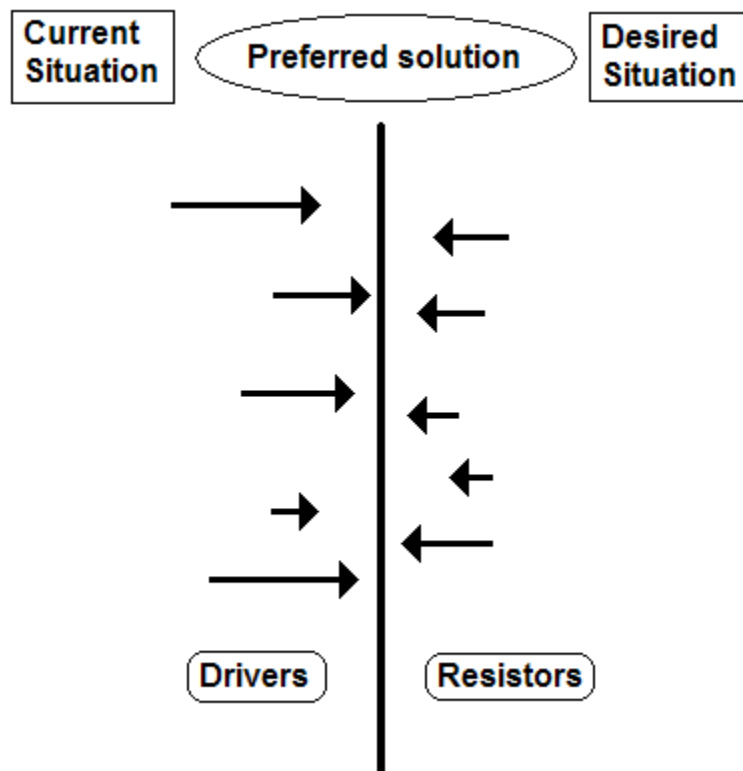 Current
Situation
Preferred solution
Desired
Situation
Drivers
Resistors